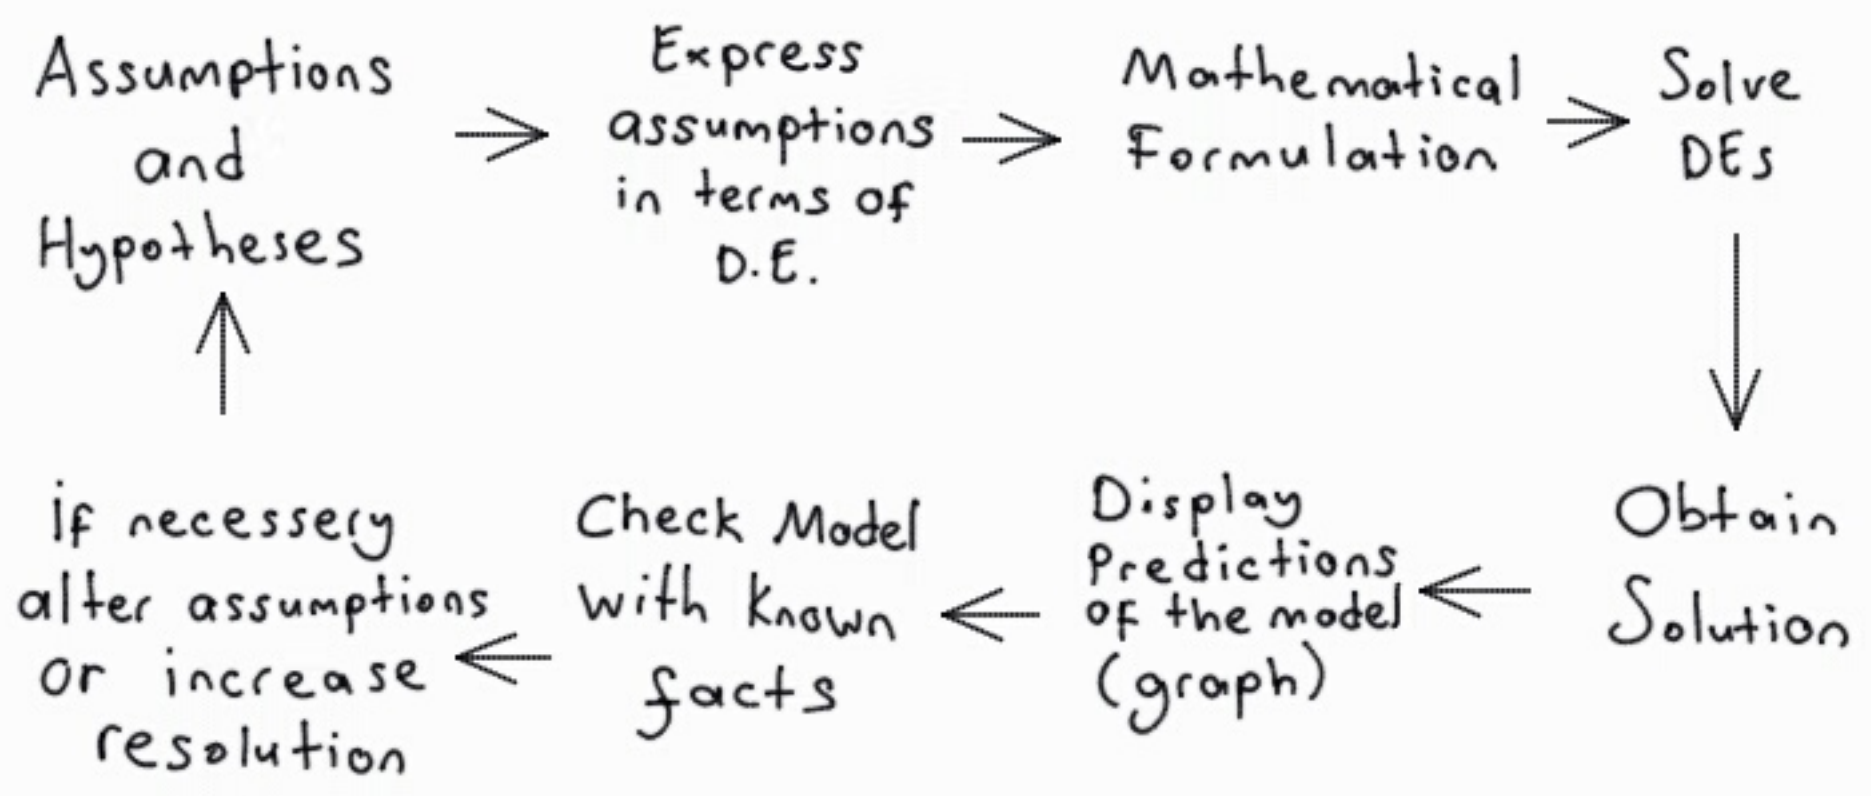 Assumptions
and
Hypotheses
Express
assumptions
in terms of
D.E.
Mathematical
Formulation
Solve
DEs
Obtain
Solution
Display
Predictions
of the model
(graph)
Check Model
with Known
facts
if necessery
alter assumptions
or increase
resolution